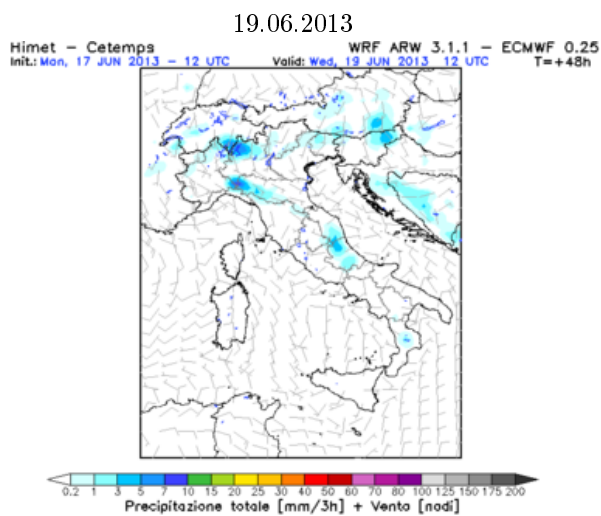 19.06.2013
Himet - Cetemps WRF ARW 3.1.1 - ECMWF 0.25
Init.: Mon, 17 JUN 2013 - 12 UTC Valid: Wed, 19 JUN 2013 12 UTC T=+48h
0.2 1 3 5 7 10 15 20 25 30 40 50 60 70 80 100 125 150 175 200
Precipitazione totale [mm/3h] + Vento [nodi]